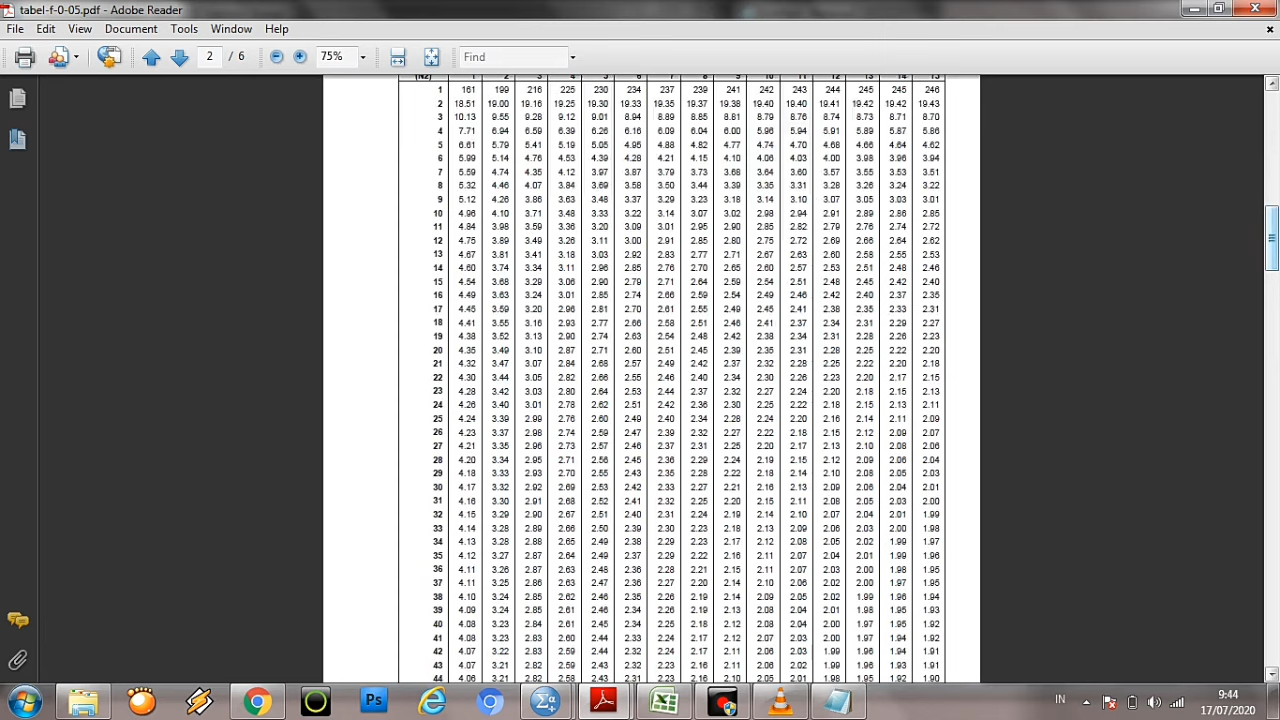 tabel-f-0-05.pdf - Adobe Reader
File Edit View Document Tools Window Help
2 / 6 75% Find
(N2) 1 2 3 4 5 6 7 8 9 10 11 12 13 14 15
1 161 199 216 225 230 234 237 239 241 242 243 244 245 245 246
2 18.51 19.00 19.16 19.25 19.30 19.33 19.35 19.37 19.38 19.40 19.40 19.41 19.42 19.42 19.43
3 10.13 9.55 9.28 9.12 9.01 8.94 8.89 8.85 8.81 8.79 8.76 8.74 8.73 8.71 8.70
4 7.71 6.94 6.59 6.39 6.26 6.16 6.09 6.04 6.00 5.96 5.94 5.91 5.89 5.87 5.86
5 6.61 5.79 5.41 5.19 5.05 4.95 4.88 4.82 4.77 4.74 4.70 4.68 4.66 4.64 4.62
6 5.99 5.14 4.76 4.53 4.39 4.28 4.21 4.15 4.10 4.06 4.03 4.00 3.98 3.96 3.94
7 5.59 4.74 4.35 4.12 3.97 3.87 3.79 3.73 3.68 3.64 3.60 3.57 3.55 3.53 3.51
8 5.32 4.46 4.07 3.84 3.69 3.58 3.50 3.44 3.39 3.35 3.31 3.28 3.26 3.24 3.22
9 5.12 4.26 3.86 3.63 3.48 3.37 3.29 3.23 3.18 3.14 3.10 3.07 3.05 3.03 3.01
10 4.96 4.10 3.71 3.48 3.33 3.22 3.14 3.07 3.02 2.98 2.94 2.91 2.89 2.86 2.85
11 4.84 3.98 3.59 3.36 3.20 3.09 3.01 2.95 2.90 2.85 2.82 2.79 2.76 2.74 2.72
12 4.75 3.89 3.49 3.26 3.11 3.00 2.91 2.85 2.80 2.75 2.72 2.69 2.66 2.64 2.62
13 4.67 3.81 3.41 3.18 3.03 2.92 2.83 2.77 2.71 2.67 2.63 2.60 2.58 2.55 2.53
14 4.60 3.74 3.34 3.11 2.96 2.85 2.76 2.70 2.65 2.60 2.57 2.53 2.51 2.48 2.46
15 4.54 3.68 3.29 3.06 2.90 2.79 2.71 2.64 2.59 2.54 2.51 2.48 2.45 2.42 2.40
16 4.49 3.63 3.24 3.01 2.85 2.74 2.66 2.59 2.54 2.49 2.46 2.42 2.40 2.37 2.35
17 4.45 3.59 3.20 2.96 2.81 2.70 2.61 2.55 2.49 2.45 2.41 2.38 2.35 2.33 2.31
18 4.41 3.55 3.16 2.93 2.77 2.66 2.58 2.51 2.46 2.41 2.37 2.34 2.31 2.29 2.27
19 4.38 3.52 3.13 2.90 2.74 2.63 2.54 2.48 2.42 2.38 2.34 2.31 2.28 2.26 2.23
20 4.35 3.49 3.10 2.87 2.71 2.60 2.51 2.45 2.39 2.35 2.31 2.28 2.25 2.22 2.20
21 4.32 3.47 3.07 2.84 2.68 2.57 2.49 2.42 2.37 2.32 2.28 2.25 2.22 2.20 2.18
22 4.30 3.44 3.05 2.82 2.66 2.55 2.46 2.40 2.34 2.30 2.26 2.23 2.20 2.17 2.15
23 4.28 3.42 3.03 2.80 2.64 2.53 2.44 2.37 2.32 2.27 2.24 2.20 2.18 2.15 2.13
24 4.26 3.40 3.01 2.78 2.62 2.51 2.42 2.36 2.30 2.25 2.22 2.18 2.15 2.13 2.11
25 4.24 3.39 2.99 2.76 2.60 2.49 2.40 2.34 2.28 2.24 2.20 2.16 2.14 2.11 2.09
26 4.23 3.37 2.98 2.74 2.59 2.47 2.39 2.32 2.27 2.22 2.18 2.15 2.12 2.09 2.07
27 4.21 3.35 2.96 2.73 2.57 2.46 2.37 2.31 2.25 2.20 2.17 2.13 2.10 2.08 2.06
28 4.20 3.34 2.95 2.71 2.56 2.45 2.36 2.29 2.24 2.19 2.15 2.12 2.09 2.06 2.04
29 4.18 3.33 2.93 2.70 2.55 2.43 2.35 2.28 2.22 2.18 2.14 2.10 2.08 2.05 2.03
30 4.17 3.32 2.92 2.69 2.53 2.42 2.33 2.27 2.21 2.16 2.13 2.09 2.06 2.04 2.01
31 4.16 3.30 2.91 2.68 2.52 2.41 2.32 2.25 2.20 2.15 2.11 2.08 2.05 2.03 2.00
32 4.15 3.29 2.90 2.67 2.51 2.40 2.31 2.24 2.19 2.14 2.10 2.07 2.04 2.01 1.99
33 4.14 3.28 2.89 2.66 2.50 2.39 2.30 2.23 2.18 2.13 2.09 2.06 2.03 2.00 1.98
34 4.13 3.28 2.88 2.65 2.49 2.38 2.29 2.23 2.17 2.12 2.08 2.05 2.02 1.99 1.97
35 4.12 3.27 2.87 2.64 2.49 2.37 2.29 2.22 2.16 2.11 2.07 2.04 2.01 1.99 1.96
36 4.11 3.26 2.87 2.63 2.48 2.36 2.28 2.21 2.15 2.11 2.07 2.03 2.00 1.98 1.95
37 4.11 3.25 2.86 2.63 2.47 2.36 2.27 2.20 2.14 2.10 2.06 2.02 2.00 1.97 1.95
38 4.10 3.24 2.85 2.62 2.46 2.35 2.26 2.19 2.14 2.09 2.05 2.02 1.99 1.96 1.94
39 4.09 3.24 2.85 2.61 2.46 2.34 2.26 2.19 2.13 2.08 2.04 2.01 1.98 1.95 1.93
40 4.08 3.23 2.84 2.61 2.45 2.34 2.25 2.18 2.12 2.08 2.04 2.00 1.97 1.95 1.92
41 4.08 3.23 2.83 2.60 2.44 2.33 2.24 2.17 2.12 2.07 2.03 2.00 1.97 1.94 1.92
42 4.07 3.22 2.83 2.59 2.44 2.32 2.24 2.17 2.11 2.06 2.03 1.99 1.96 1.94 1.91
43 4.07 3.21 2.82 2.59 2.43 2.32 2.23 2.16 2.11 2.06 2.02 1.99 1.96 1.93 1.91
44 4.06 3.21 2.82 2.58 2.43 2.31 2.23 2.16 2.10 2.05 2.01 1.98 1.95 1.92 1.90
IN 9:44
17/07/2020